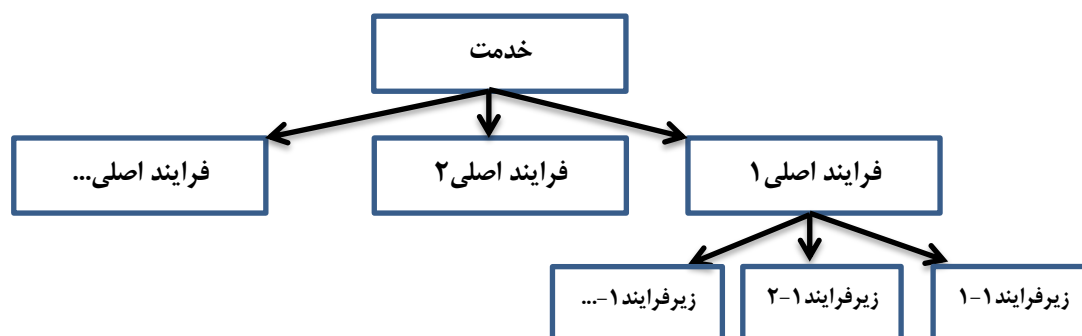 خدمت
فرایند اصلی۱
فرایند اصلی۲
فرایند اصلی...
زیرفرایند۱-۱
زیرفرایند۱-۲
زیرفرایند۱-...